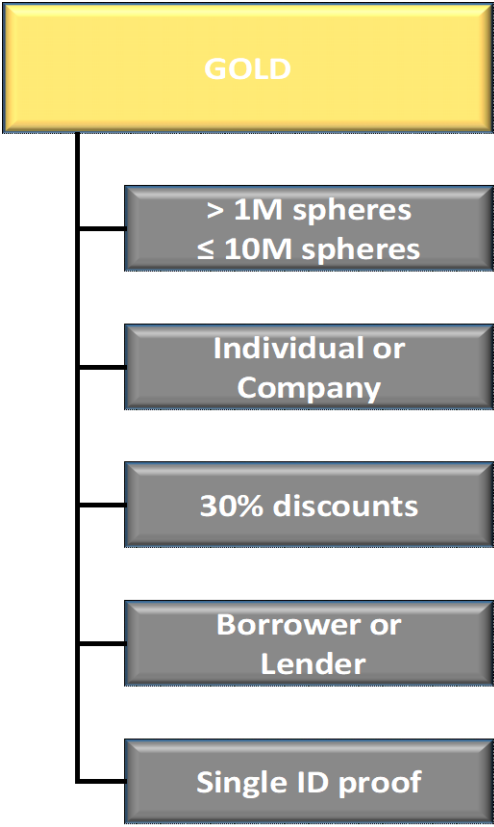 GOLD
> 1M spheres
≤ 10M spheres
Individual or
Company
30% discounts
Borrower or
Lender
Single ID proof